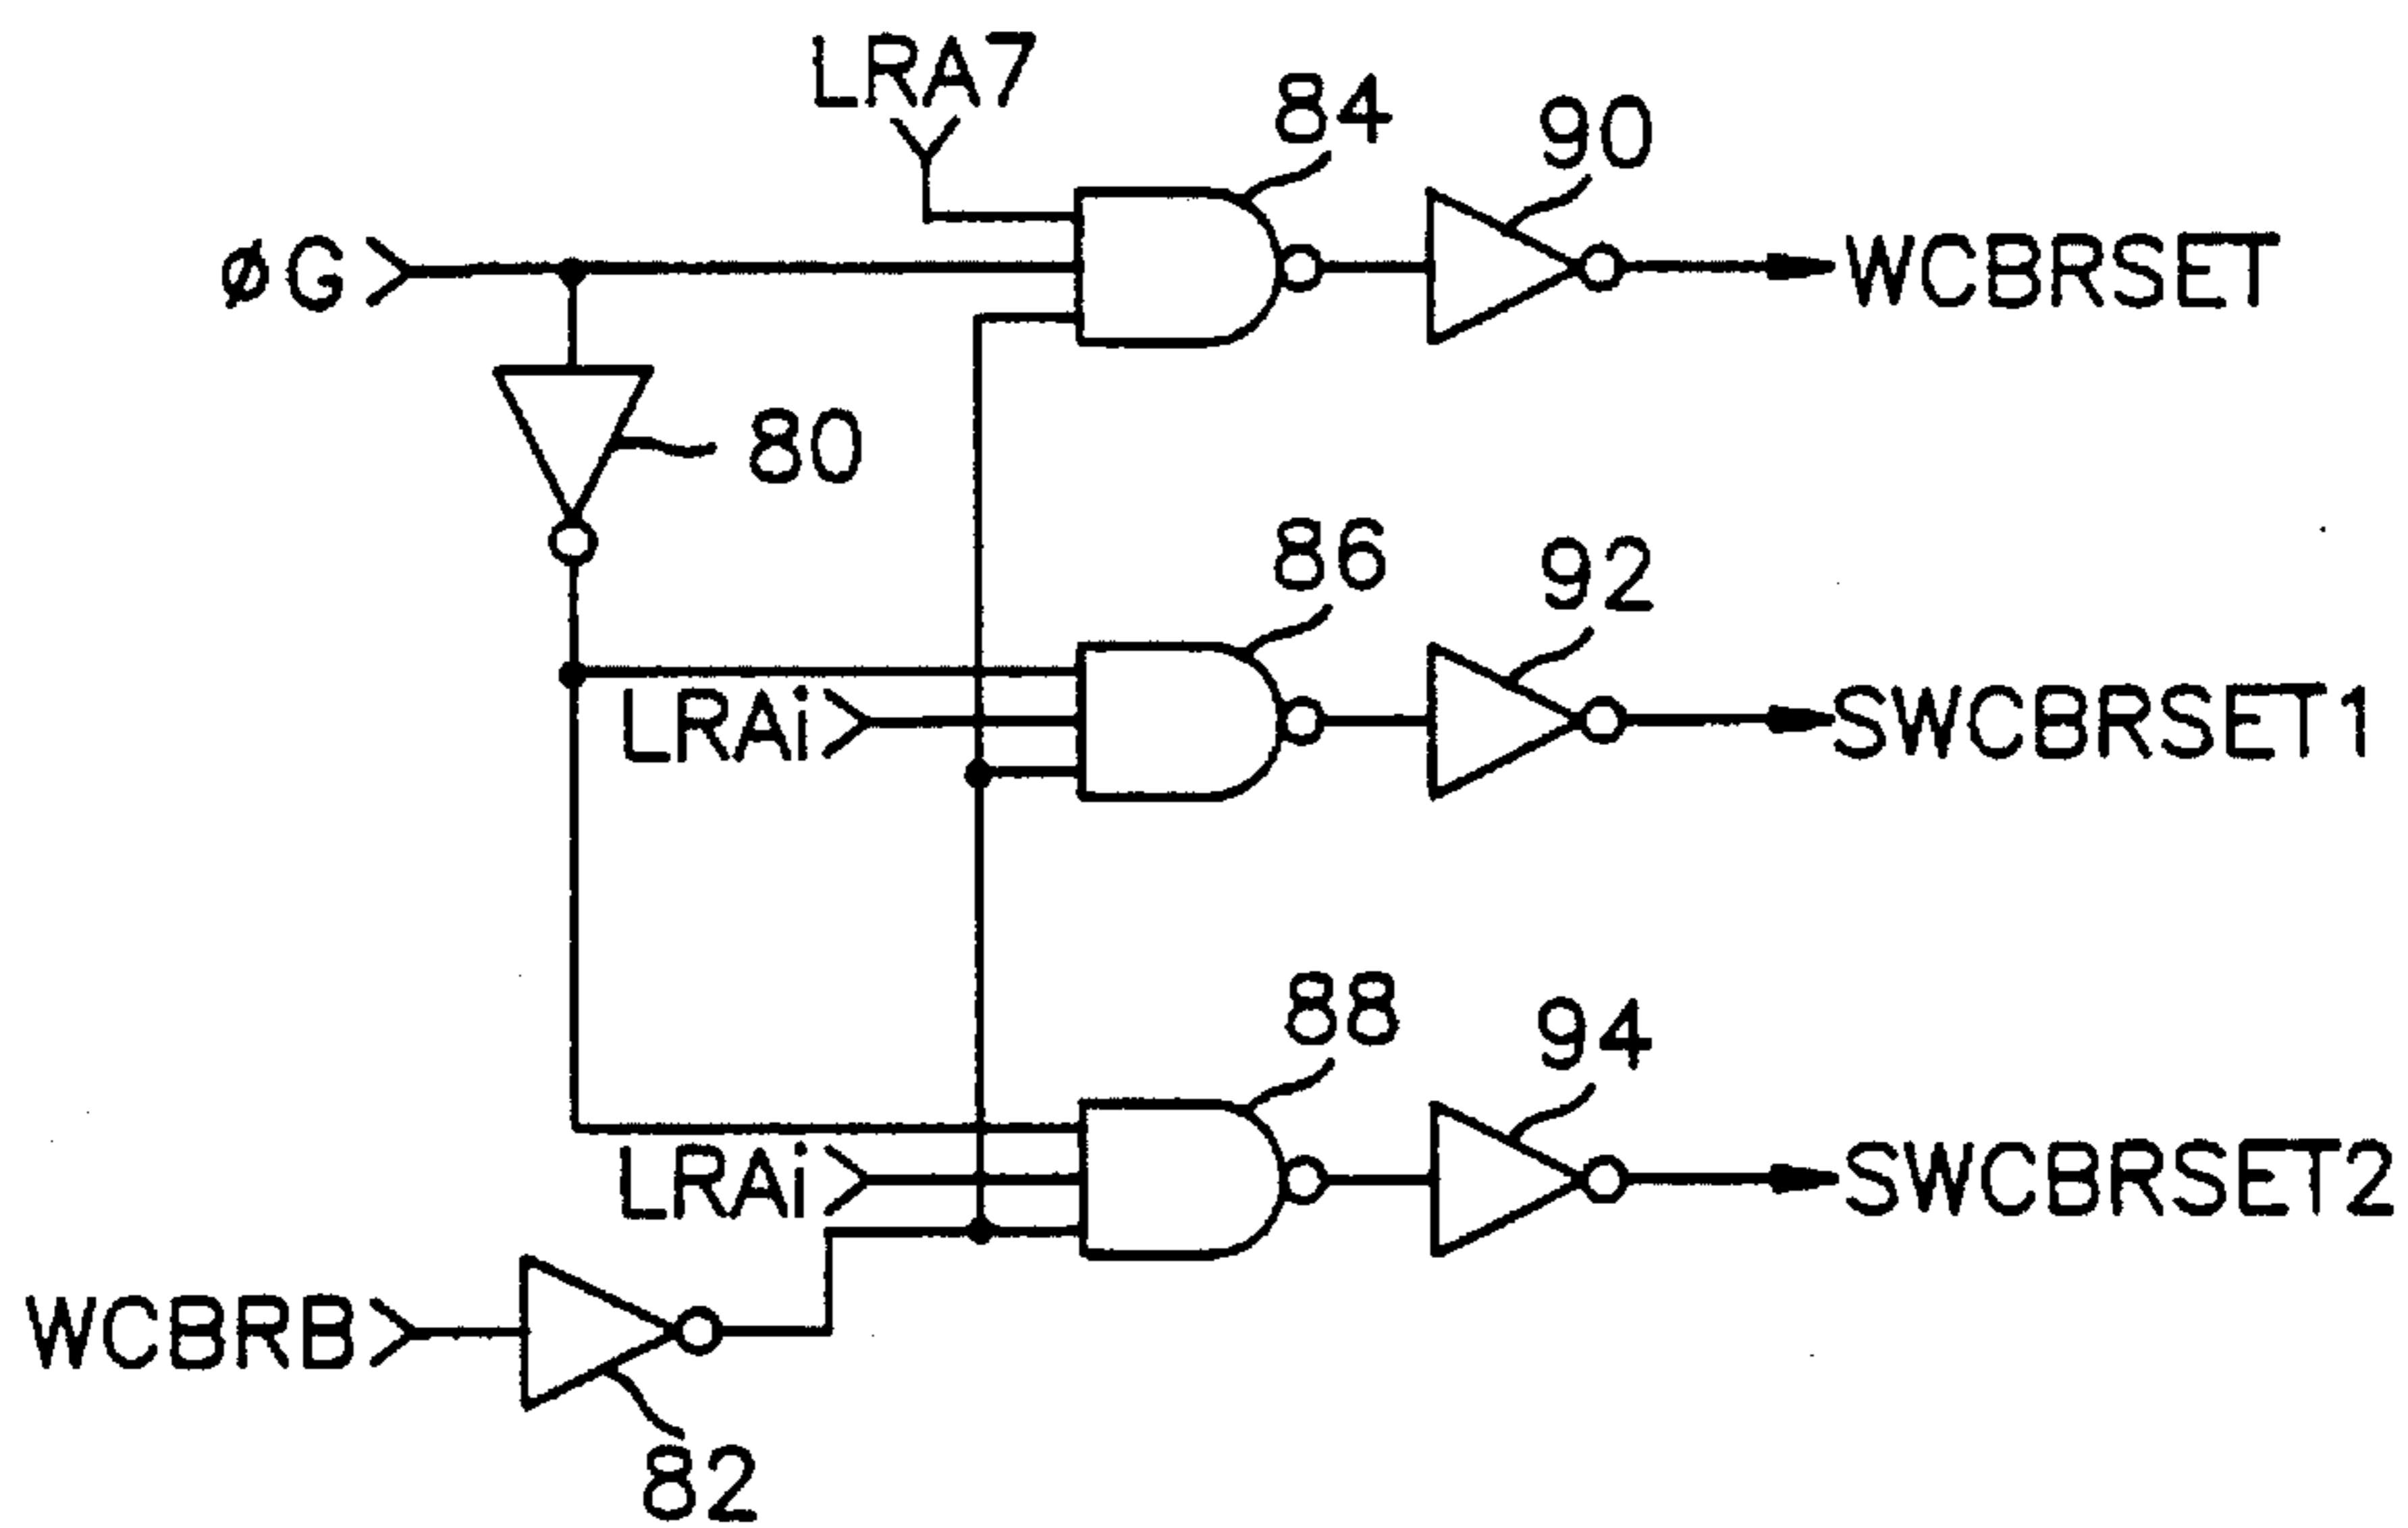 LRA7
84
90
øG
WCBRSET
80
86
92
LRAi
SWCBRSET1
88
94
LRAi
SWCBRSET2
WCBRB
82